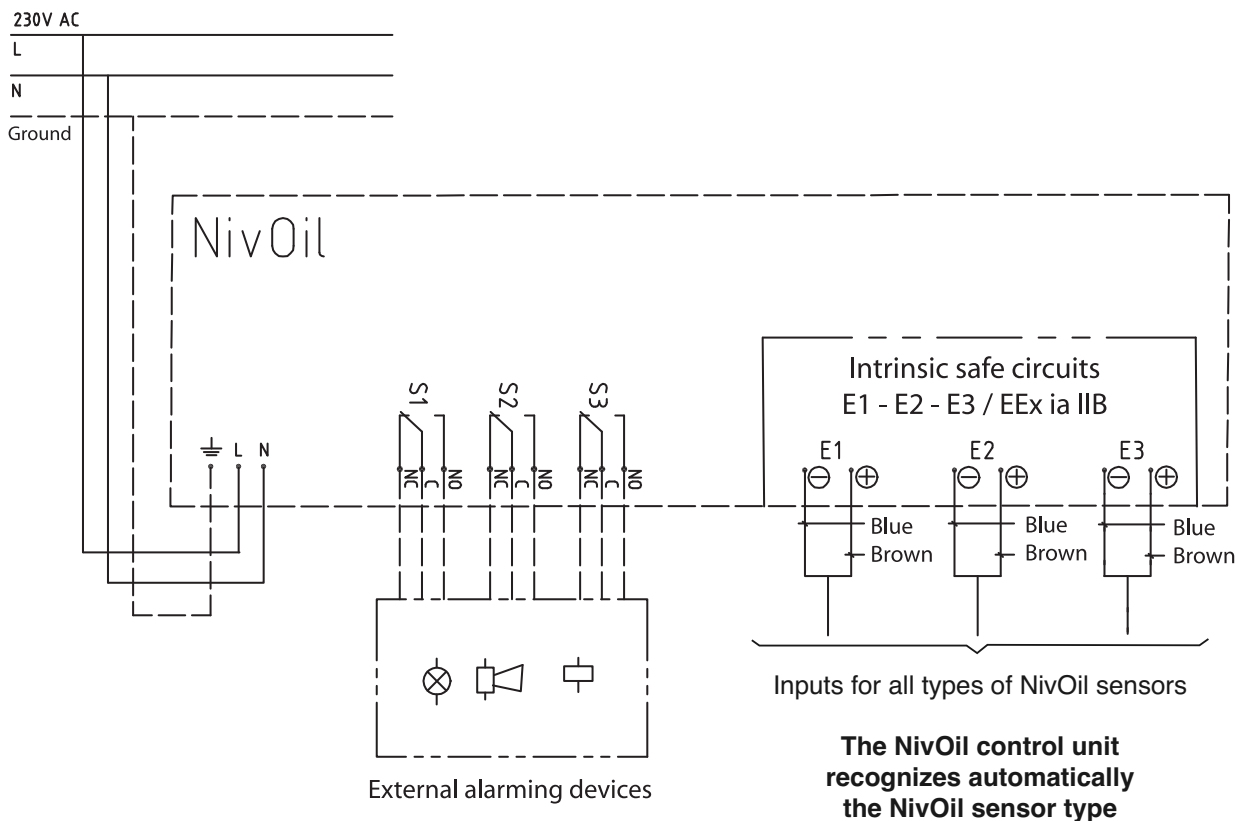 230V AC
L
N
Ground
NivOil
Intrinsic safe circuits
E1 - E2 - E3 / EEx ia IIB
S1 S2 S3
E1 E2 E3
L N
NC C NO NC C NO NC C NO
Blue Blue Blue
Brown Brown Brown
Inputs for all types of NivOil sensors
External alarming devices
The NivOil control unit
recognizes automatically
the NivOil sensor type